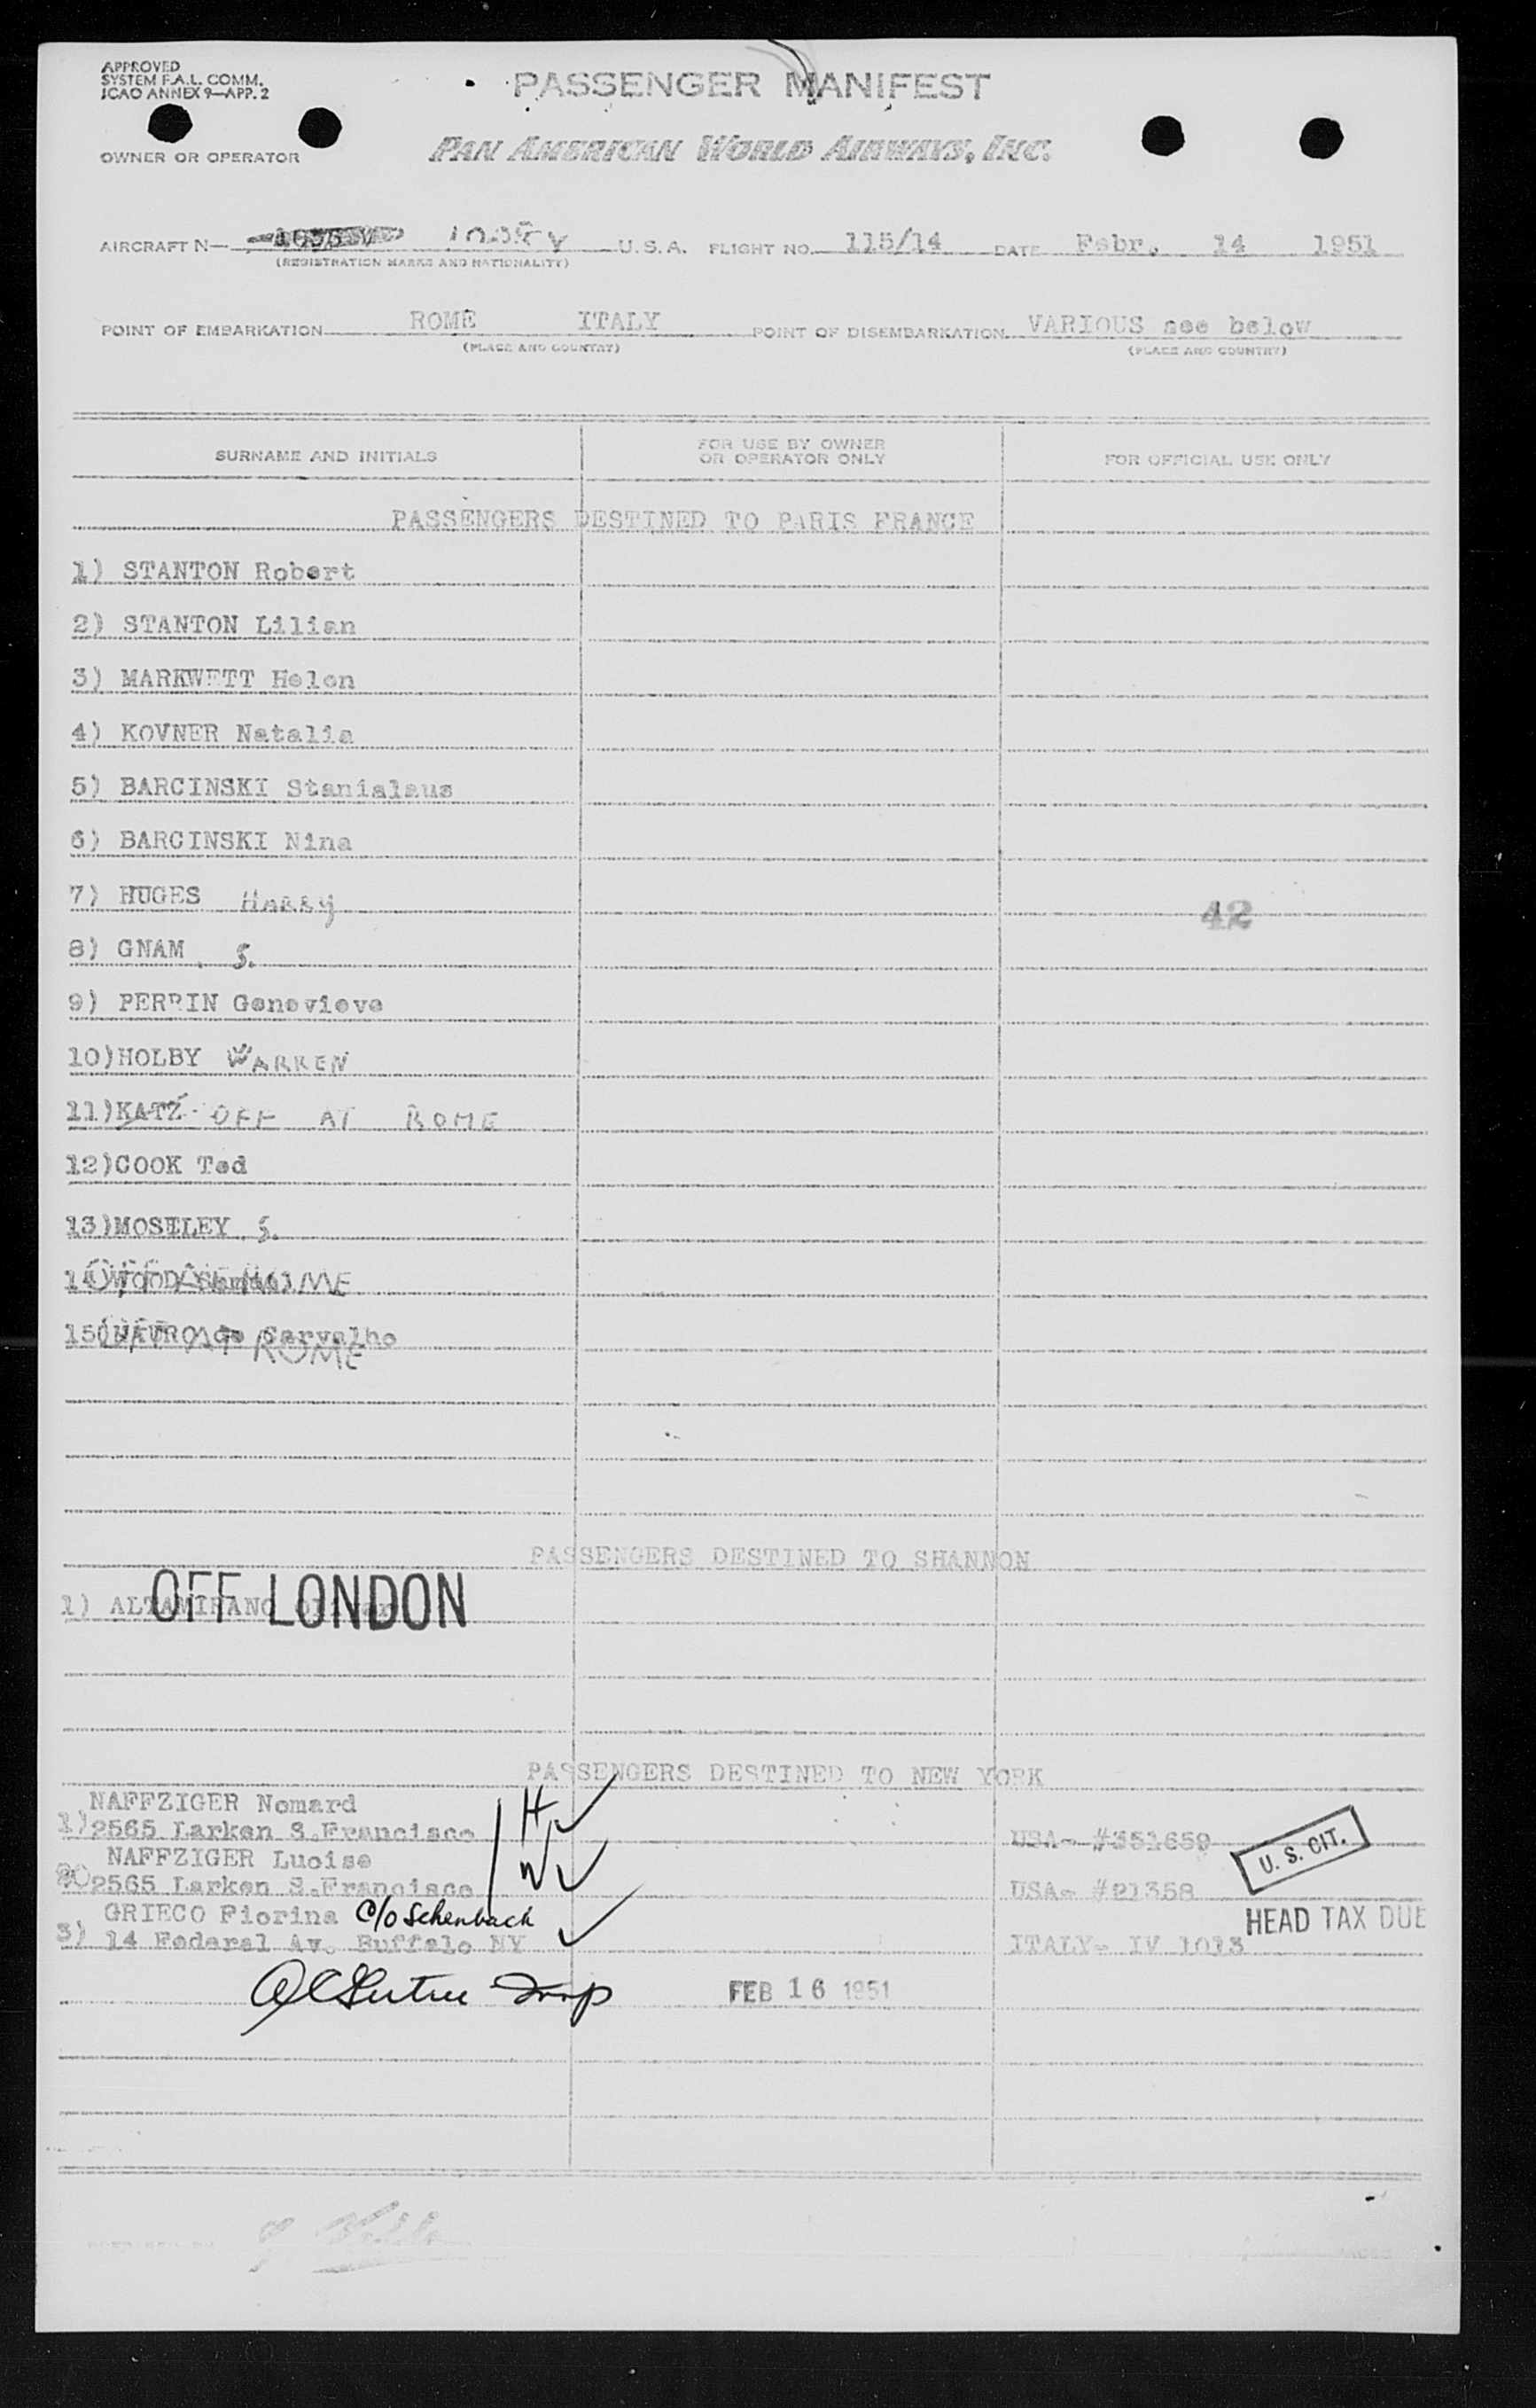 APPROVED
SYSTEM F.A.L. COMM.
ICAO ANNEX 9—APP. 2
PASSENGER MANIFEST
OWNER OR OPERATOR
PAN AMERICAN WORLD AIRWAYS, INC.
AIRCRAFT N— U. S. A. FLIGHT NO. 115/14 DATE Febr. 14 1951
(REGISTRATION MARKS AND NATIONALITY)
POINT OF EMBARKATION ROME ITALY POINT OF DISEMBARKATION VARIOUS see below
(PLACE AND COUNTRY) (PLACE AND COUNTRY)
SURNAME AND INITIALS
FOR USE BY OWNER
OR OPERATOR ONLY
FOR OFFICIAL USE ONLY
PASSENGERS DESTINED TO PARIS FRANCE
1) STANTON Robert
2) STANTON Lilian
3) MARKWETT Helen
4) KOVNER Natalia
5) BARCINSKI Stanialaus
6) BARCINSKI Nina
7) HUGES HARRY
42
8) GNAM
9) PERRIN Genevieve
10)HOLBY WARREN
11)KATZ OFF AT ROME
12)COOK Ted
13)MOSELEY
14) WOOD
15) de Carvalho
ROME
PASSENGERS DESTINED TO SHANNON
1) ALTAMIRANO
OFF LONDON
PASSENGERS DESTINED TO NEW YORK
NAFFZIGER Nomard H
1) 2565 Larken S.Francisco USA- #351659
U. S. CIT.
NAFFZIGER Lucise W
2565 Larken S.Francisco USA- #21358
GRIECO Fiorina c/o Schenback
HEAD TAX DUE
3) 14 Federal Av. Buffalo NY ITALY- IV 1013
FEB 16 1951